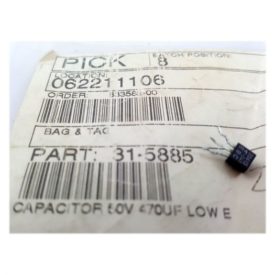 PICK
BATCH POSITION
8
LOCATION:
062211106
ORDER:
BAG & TAG
PART: 31-5885
CAPACITOR 50V 470UF LOW E